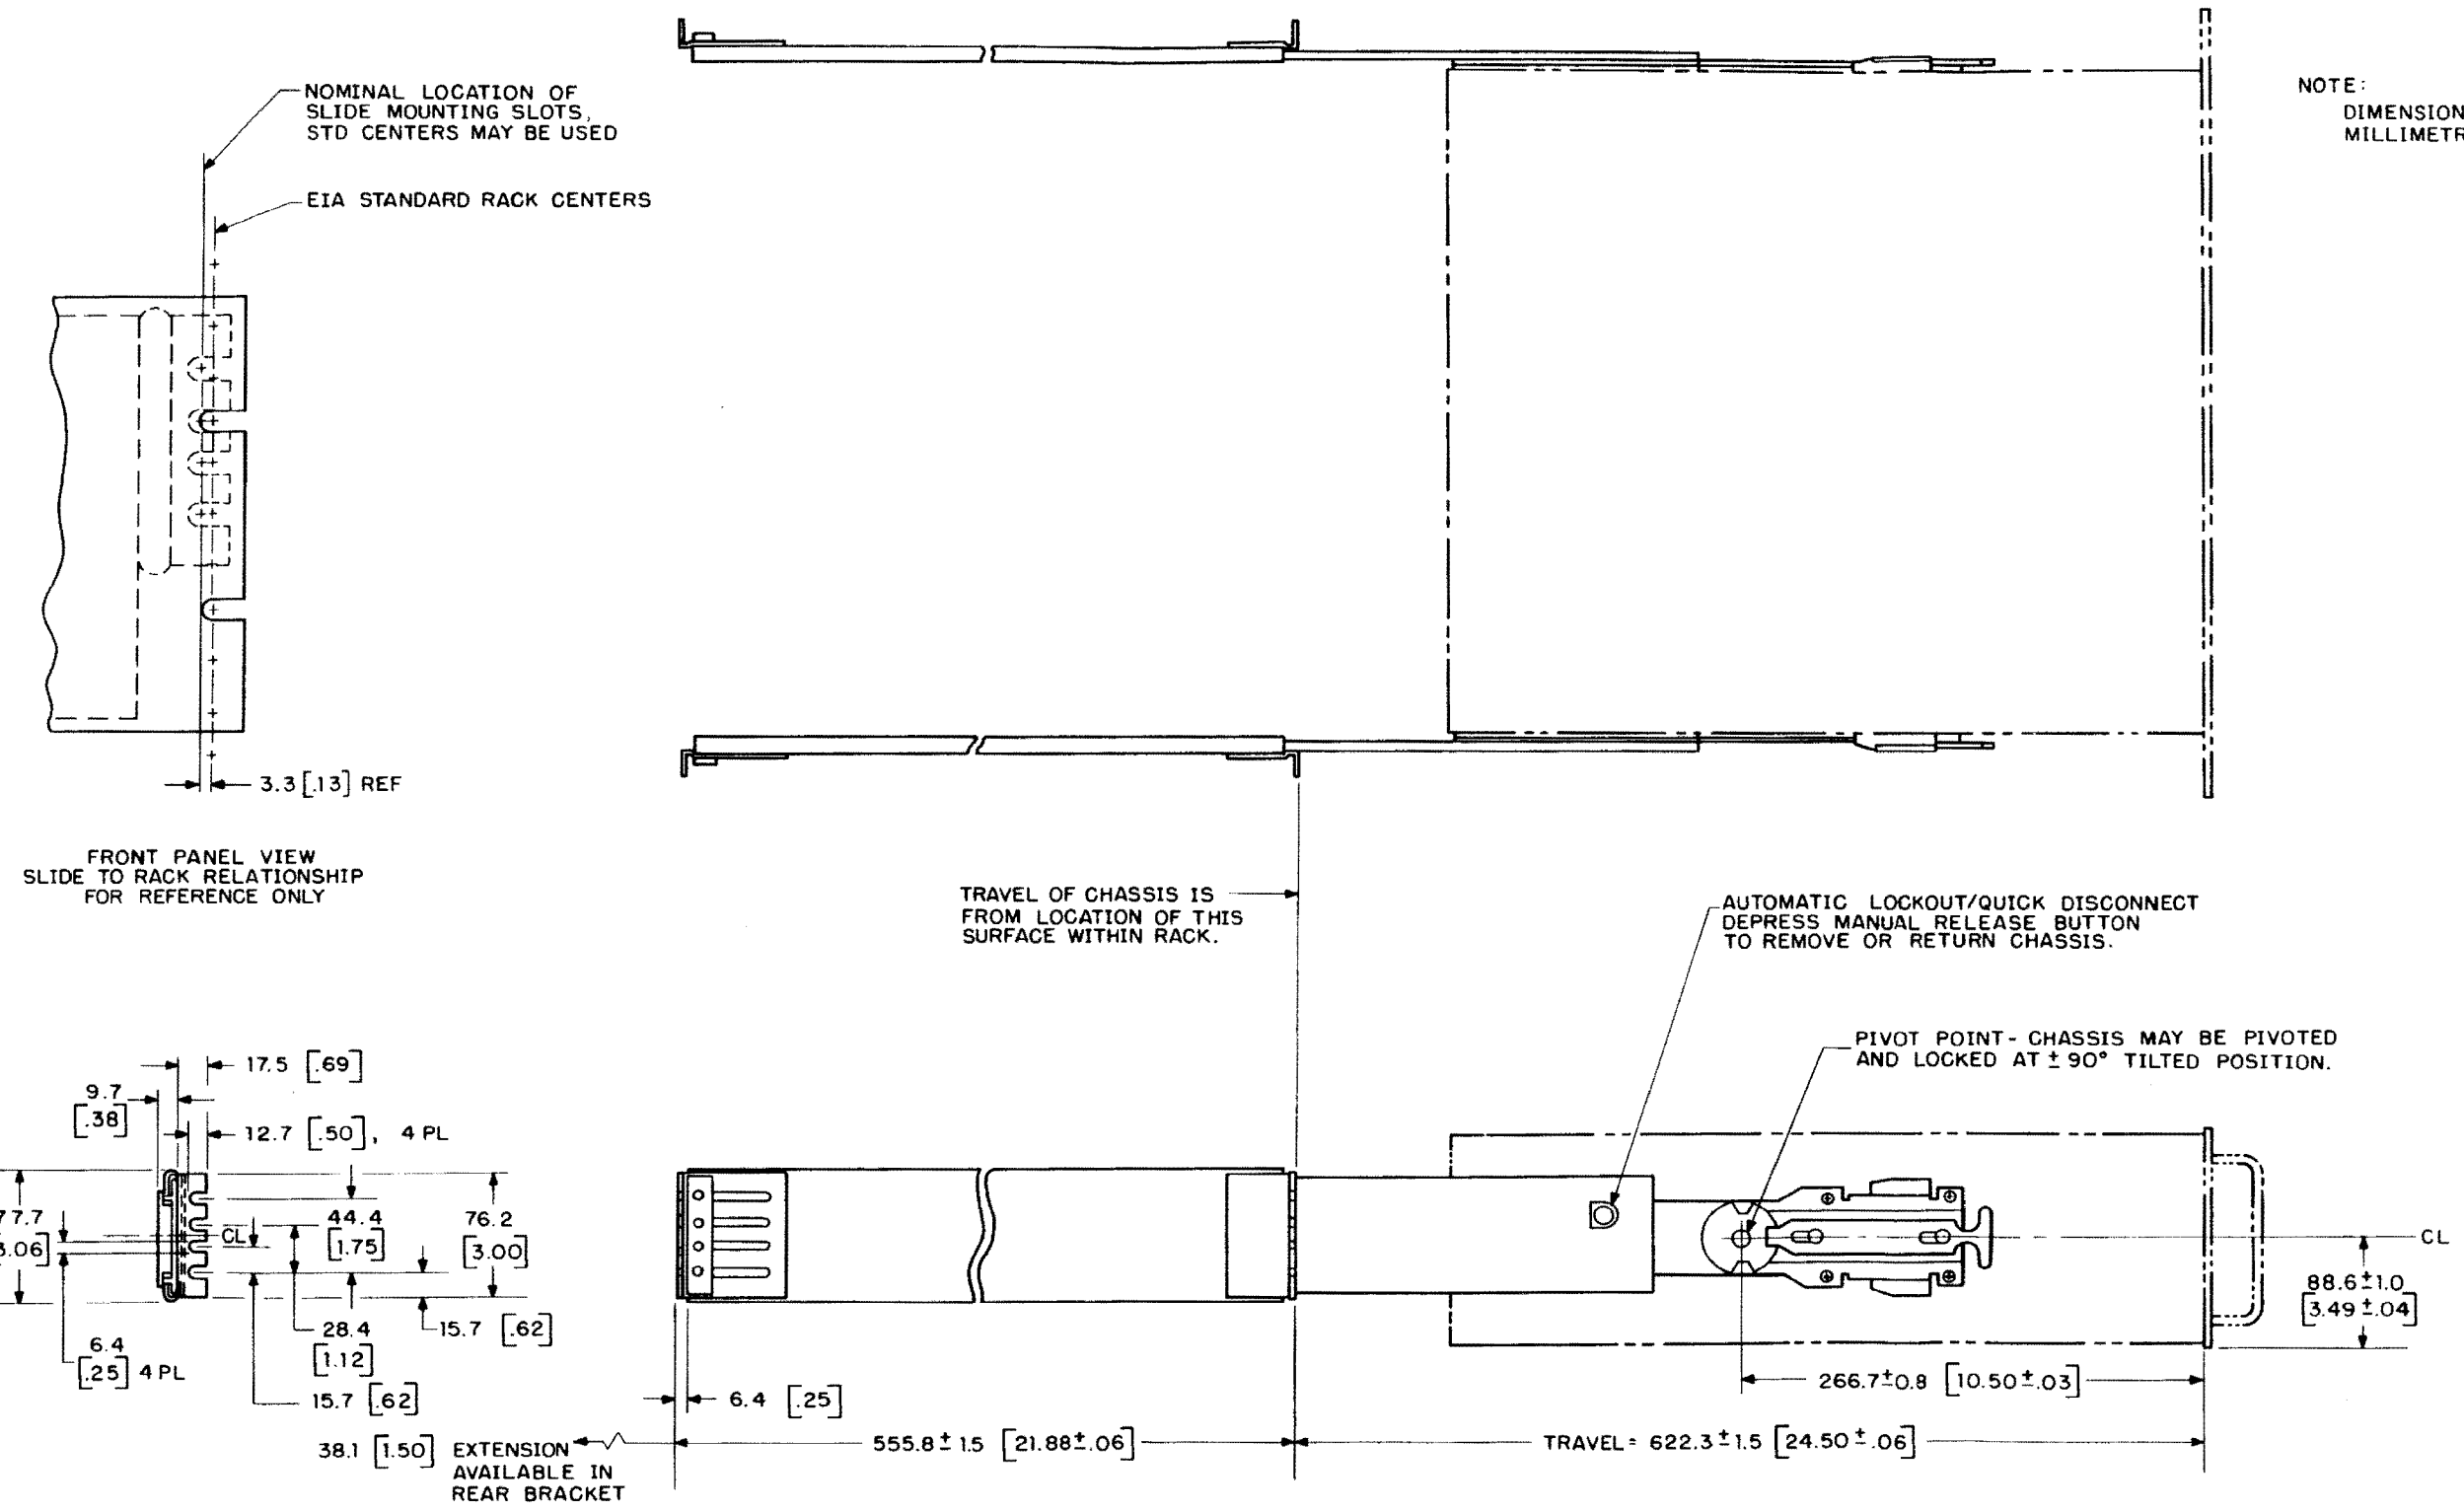 NOMINAL LOCATION OF
SLIDE MOUNTING SLOTS,
STD CENTERS MAY BE USED
EIA STANDARD RACK CENTERS
NOTE:
DIMENSION
MILLIMETR
3.3 [.13] REF
FRONT PANEL VIEW
SLIDE TO RACK RELATIONSHIP
FOR REFERENCE ONLY
TRAVEL OF CHASSIS IS
FROM LOCATION OF THIS
SURFACE WITHIN RACK.
AUTOMATIC LOCKOUT/QUICK DISCONNECT
DEPRESS MANUAL RELEASE BUTTON
TO REMOVE OR RETURN CHASSIS.
PIVOT POINT - CHASSIS MAY BE PIVOTED
AND LOCKED AT ± 90° TILTED POSITION.
17.5 [.69]
9.7
[.38]
12.7 [.50], 4 PL
77.7
3.06]
CL
44.4
[1.75]
76.2
[3.00]
28.4
[1.12]
15.7 [.62]
6.4
[.25] 4 PL
15.7 [.62]
CL
88.6±1.0
[3.49±.04]
266.7±0.8 [10.50±.03]
6.4 [.25]
38.1 [1.50] EXTENSION
AVAILABLE IN
REAR BRACKET
555.8±1.5 [21.88±.06]
TRAVEL= 622.3±1.5 [24.50±.06]